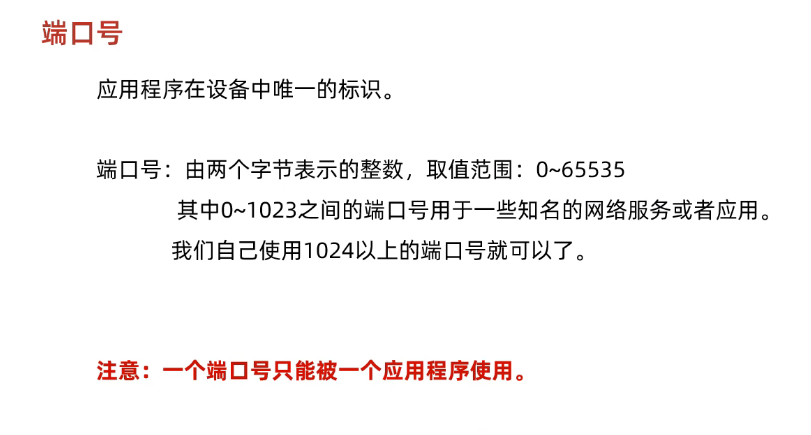 端口号
应用程序在设备中唯一的标识。
端口号：由两个字节表示的整数，取值范围：0~65535
其中0~1023之间的端口号用于一些知名的网络服务或者应用。
我们自己使用1024以上的端口号就可以了。
注意：一个端口号只能被一个应用程序使用。